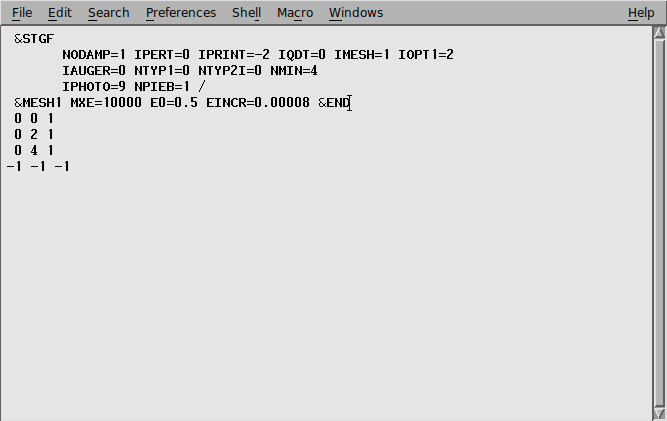 File Edit Search Preferences Shell Macro Windows Help
&STGF
NODAMP=1 IPERT=0 IPRINT=-2 IQDT=0 IMESH=1 IOPT1=2
IAUGER=0 NTYP1=0 NTYP2I=0 NMIN=4
IPHOTO=9 NPIEB=1 /
&MESH1 MXE=10000 E0=0.5 EINCR=0.00008 &END
0 0 1
0 2 1
0 4 1
-1 -1 -1